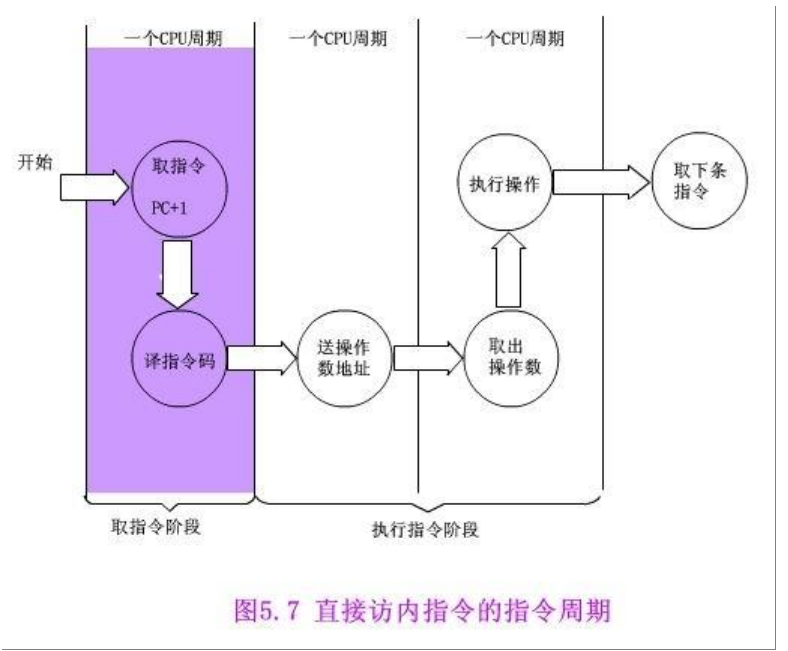 一个CPU周期
一个CPU周期
一个CPU周期
开始
取指令
PC+1
译指令码
送操作
数地址
取出
操作数
执行操作
取下条
指令
取指令阶段
执行指令阶段
图5.7 直接访内指令的指令周期